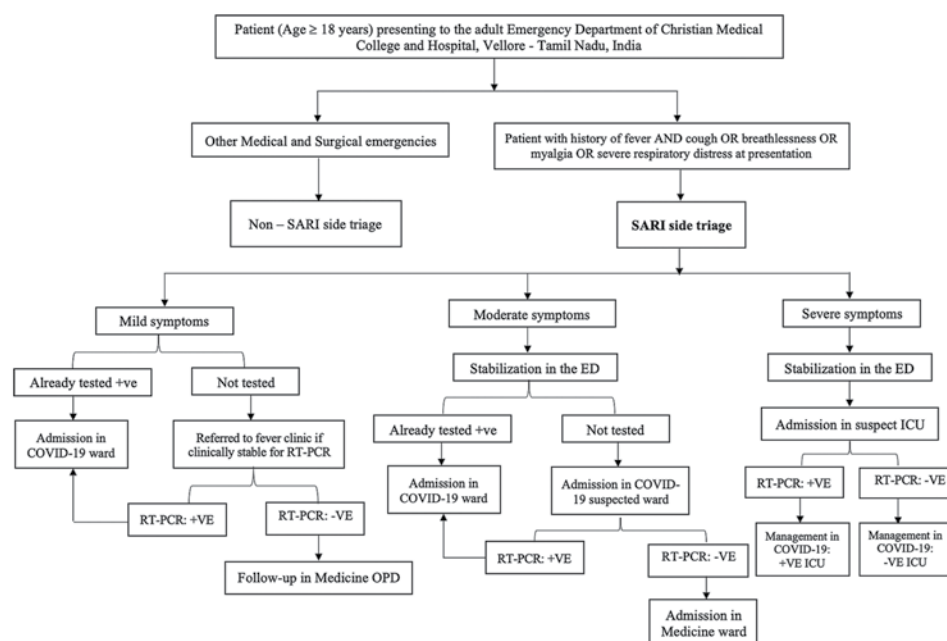 Patient (Age ≥ 18 years) presenting to the adult Emergency Department of Christian Medical
College and Hospital, Vellore - Tamil Nadu, India
Other Medical and Surgical emergencies
Patient with history of fever AND cough OR breathlessness OR
myalgia OR severe respiratory distress at presentation
Non – SARI side triage
SARI side triage
Mild symptoms
Moderate symptoms
Severe symptoms
Already tested +ve
Not tested
Stabilization in the ED
Stabilization in the ED
Admission in
COVID-19 ward
Referred to fever clinic if
clinically stable for RT-PCR
Already tested +ve
Not tested
Admission in suspect ICU
RT-PCR: +VE
RT-PCR: -VE
Admission in
COVID-19 ward
Admission in COVID-
19 suspected ward
RT-PCR: +VE
RT-PCR: -VE
Follow-up in Medicine OPD
RT-PCR: +VE
RT-PCR: -VE
Management in
COVID-19:
+VE ICU
Management in
COVID-19:
-VE ICU
Admission in
Medicine ward